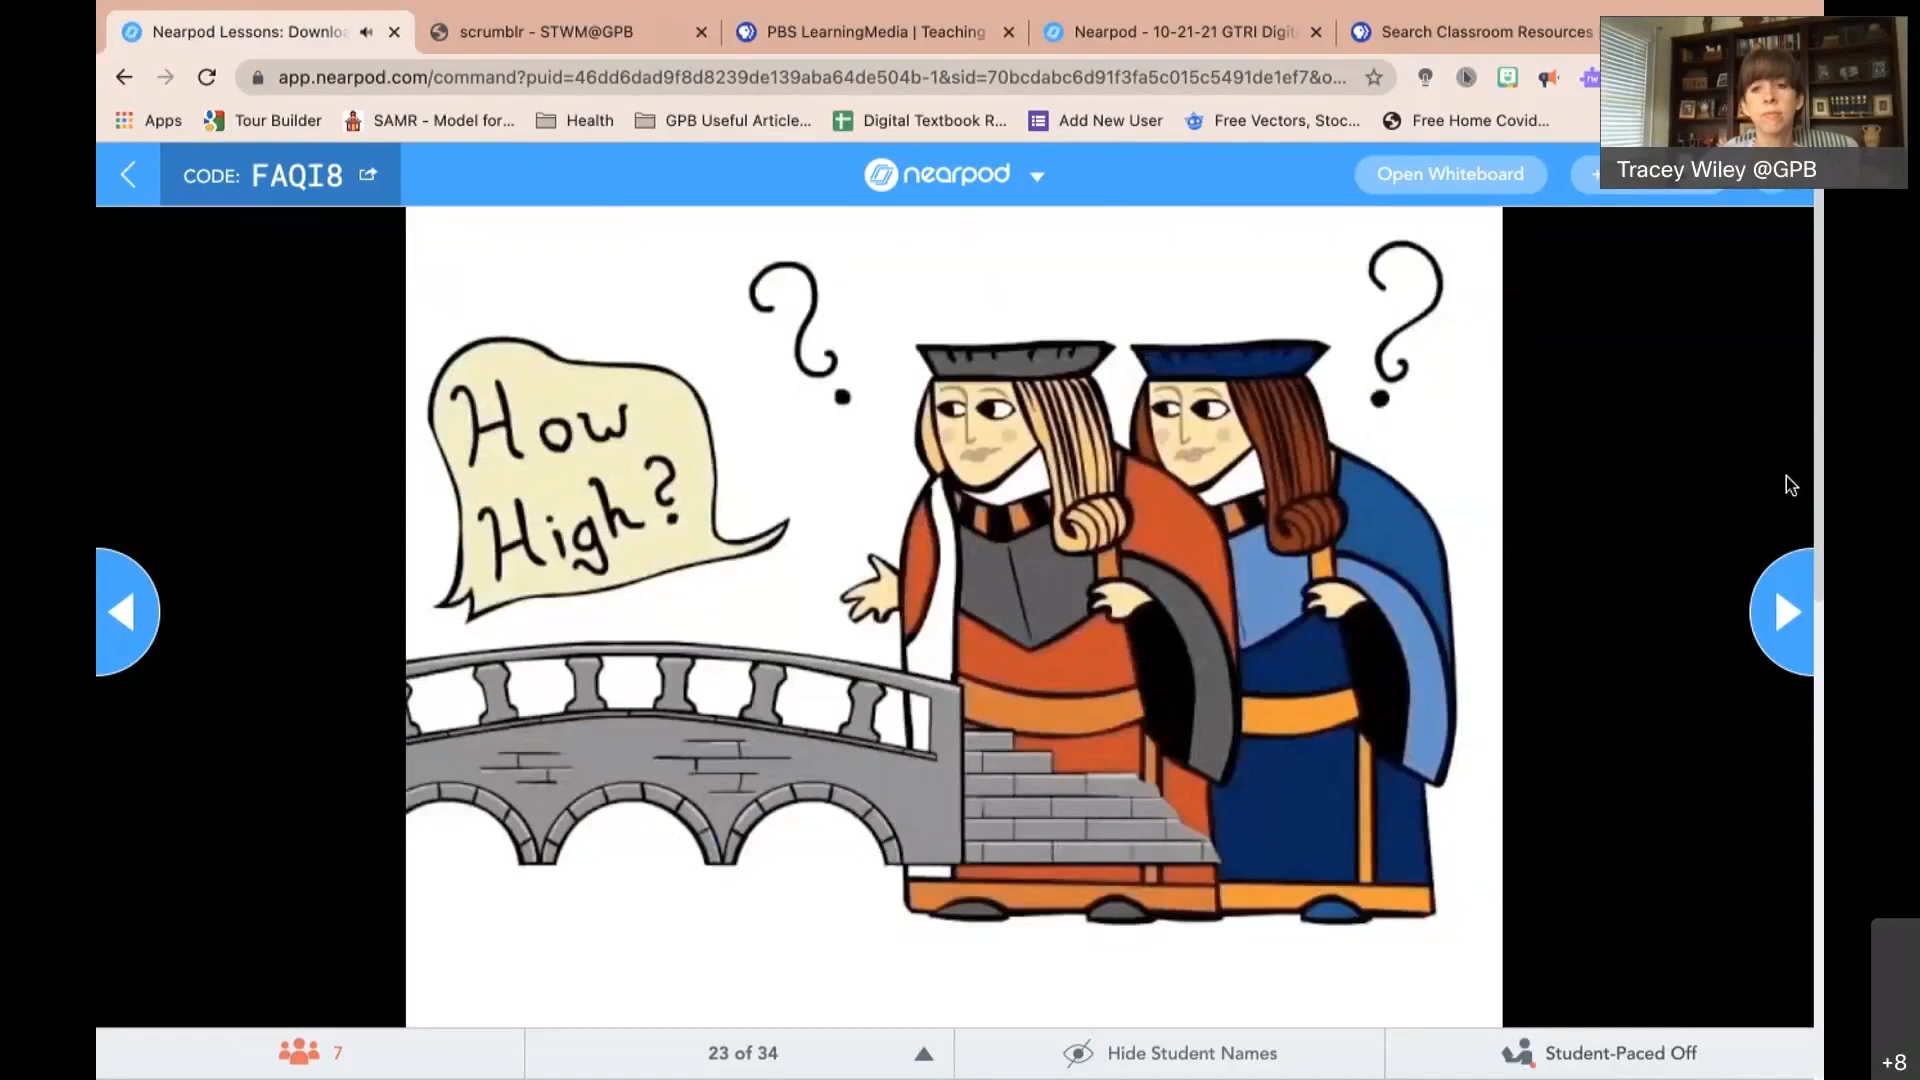 Nearpod Lessons: Downlo
scrumblr - STWM@GPB
PBS LearningMedia | Teaching
Nearpod - 10-21-21 GTRI Digit
Search Classroom Resources
app.nearpod.com/command?puid=46dd6dad9f8d8239de139aba64de504b-1&sid=70bcdabc6d91f3fa5c015c5491de1ef7&o...
Apps
Tour Builder
SAMR - Model for...
Health
GPB Useful Article...
Digital Textbook R...
Add New User
Free Vectors, Stoc...
Free Home Covid...
Tracey Wiley @GPB
CODE: FAQI8
nearpod
Open Whiteboard
How
High?
?
?
7
23 of 34
Hide Student Names
Student-Paced Off
+8